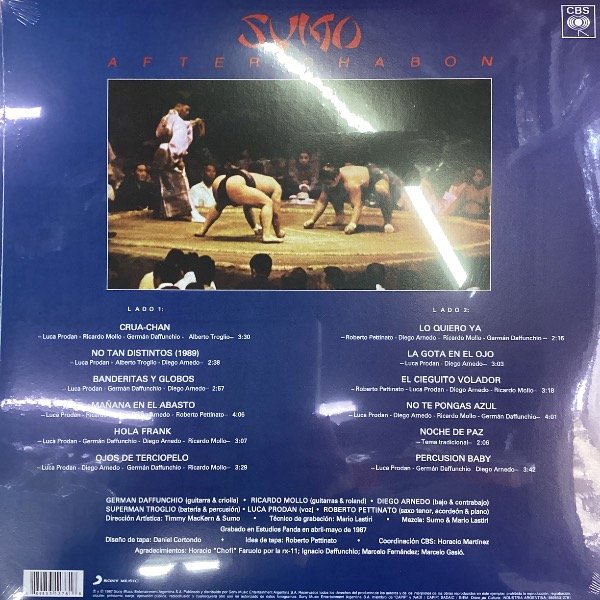 SUMO
CBS
AFTER CHABON
LADO 1:
CRUA-CHAN
–Luca Prodan - Ricardo Mollo - Germán Daffunchio - Alberto Troglio– 3:30
NO TAN DISTINTOS (1989)
–Luca Prodan - Alberto Troglio - Diego Arnedo– 2:38
BANDERITAS Y GLOBOS
–Luca Prodan - Germán Daffunchio - Diego Arnedo– 2:57
MAÑANA EN EL ABASTO
–Luca Prodan - Ricardo Mollo - Germán Daffunchio - Diego Arnedo - Roberto Pettinato– 4:06
HOLA FRANK
–Luca Prodan - Germán Daffunchio - Diego Arnedo - Ricardo Mollo– 3:07
OJOS DE TERCIOPELO
–Luca Prodan - Diego Arnedo - Germán Daffunchio - Ricardo Mollo– 3:29
LADO 2:
LO QUIERO YA
–Roberto Pettinato - Diego Arnedo - Ricardo Mollo - Germán Daffunchio– 2:16
LA GOTA EN EL OJO
–Luca Prodan - Diego Arnedo– 3:03
EL CIEGUITO VOLADOR
–Roberto Pettinato - Luca Prodan - Diego Arnedo - Ricardo Mollo– 3:18
NO TE PONGAS AZUL
–Luca Prodan - Diego Arnedo - Ricardo Mollo - Germán Daffunchio– 4:01
NOCHE DE PAZ
–Tema tradicional– 2:06
PERCUSION BABY
–Luca Prodan - Germán Daffunchio Diego Arnedo– 3:42
GERMAN DAFFUNCHIO (guitarra & criolla) • RICARDO MOLLO (guitarras & roland) • DIEGO ARNEDO (bajo & contrabajo)
SUPERMAN TROGLIO (batería & percusión) • LUCA PRODAN (voz) • ROBERTO PETTINATO (saxo tenor, acordeón & piano)
Dirección Artística: Timmy MacKern & Sumo • Técnico de grabación: Mario Lastiri • Mezcla: Sumo & Mario Lastiri
Grabado en Estudios Panda en abril-mayo de 1987
Diseño de tapa: Daniel Cortondo • Idea de tapa: Roberto Pettinato • Coordinación CBS: Horacio Martínez
Agradecimientos: Horacio "Chofi" Faruolo por la rx-11; Ignacio Daffunchio; Marcelo Fernández; Marcelo Gasió.
SONY MUSIC